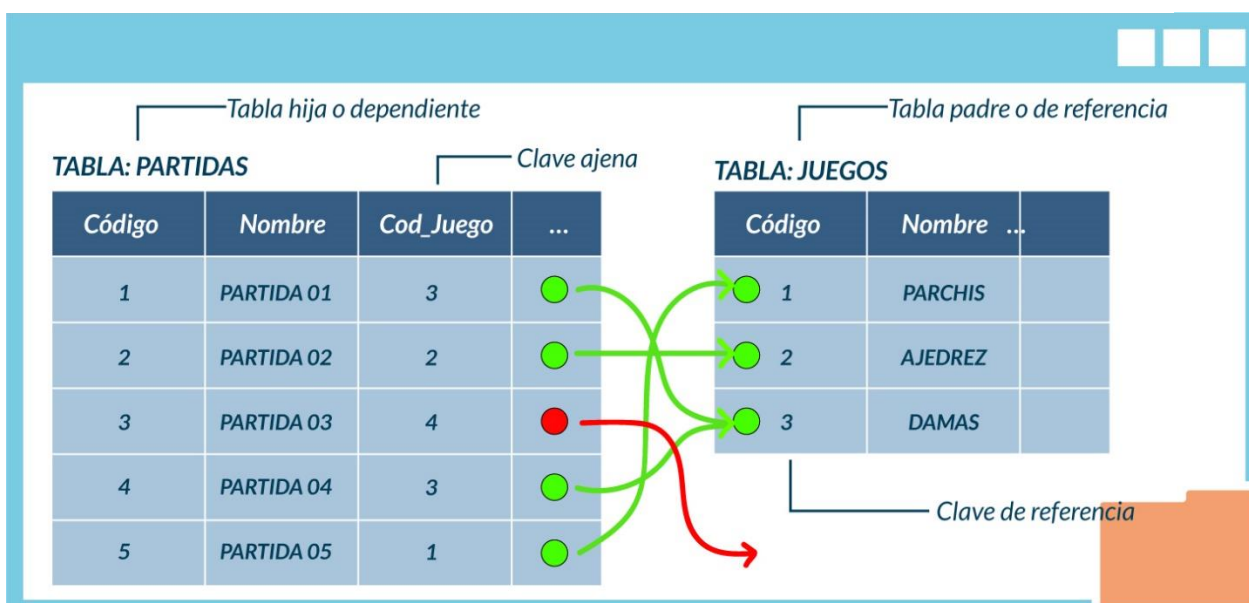 Tabla hija o dependiente
Tabla padre o de referencia
TABLA: PARTIDAS
Clave ajena
TABLA: JUEGOS
Código Nombre Cod_Juego ...
1 PARTIDA 01 3
2 PARTIDA 02 2
3 PARTIDA 03 4
4 PARTIDA 04 3
5 PARTIDA 05 1
Código Nombre ...
1 PARCHIS
2 AJEDREZ
3 DAMAS
Clave de referencia